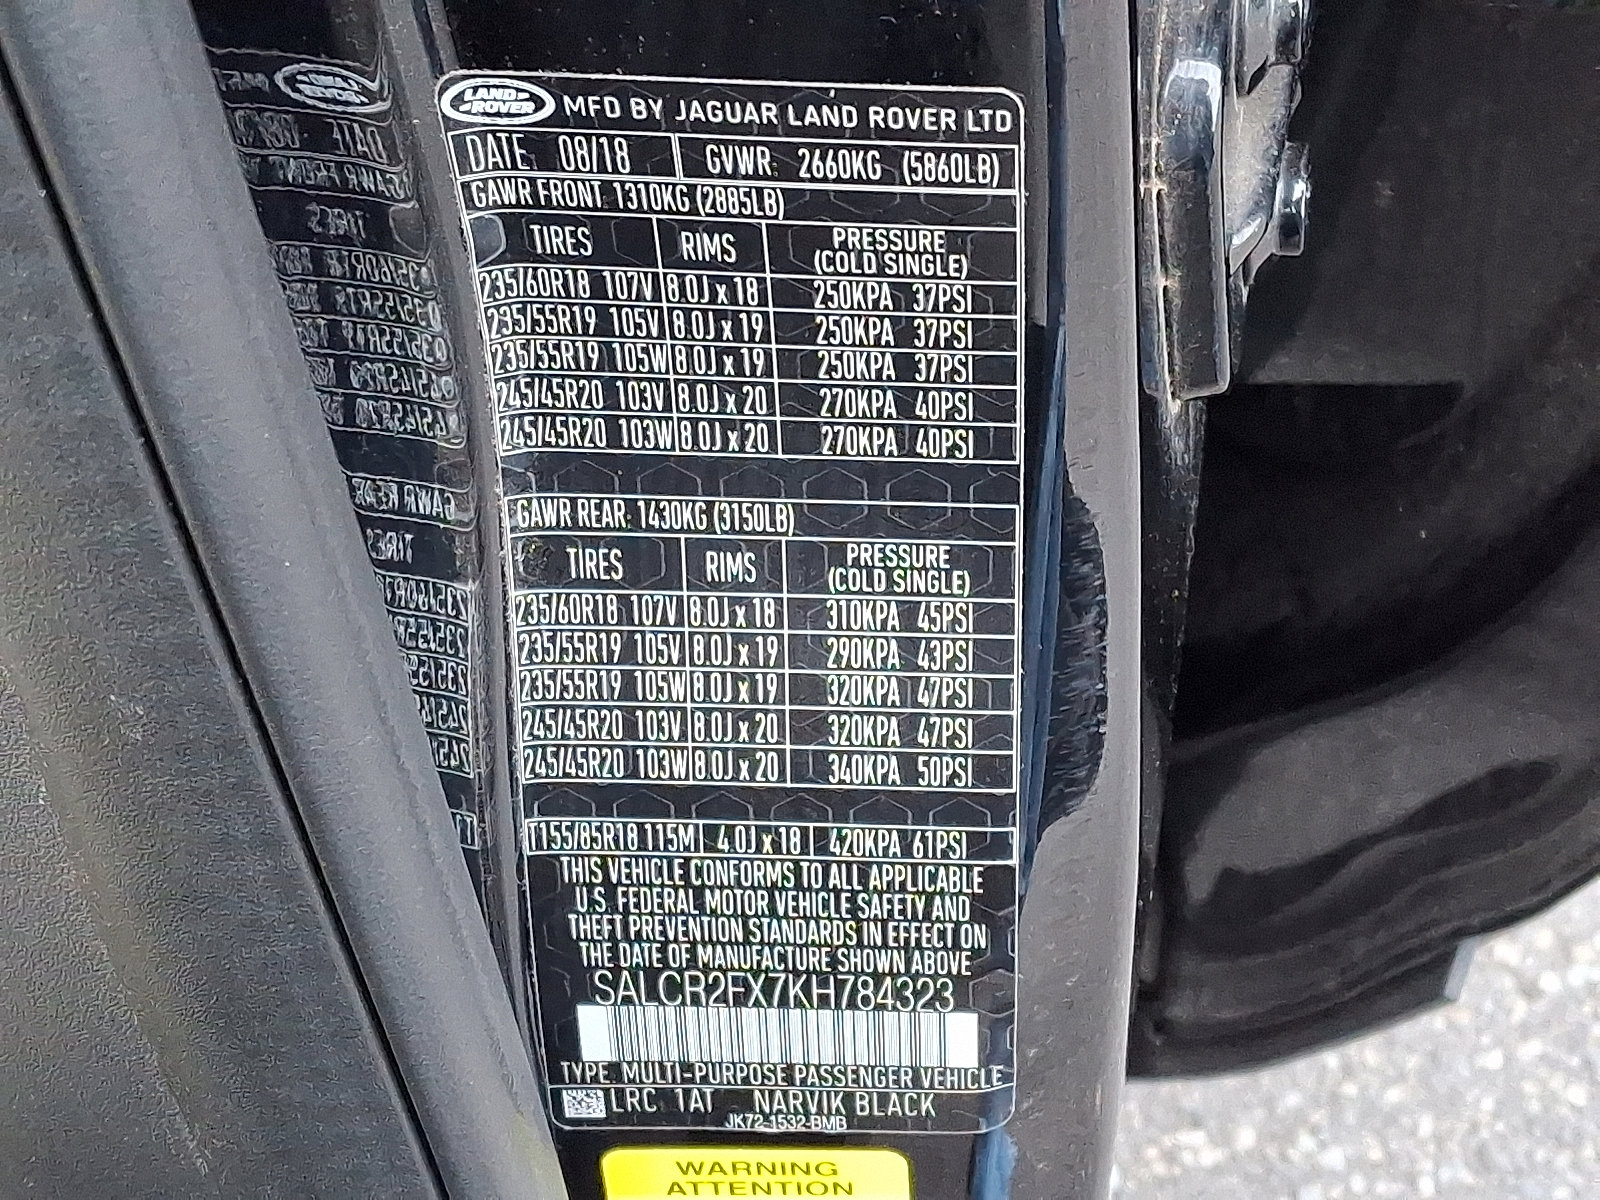 LAND ROVER MFD BY JAGUAR LAND ROVER LTD
DATE: 08/18 GVWR: 2660KG (5860LB)
GAWR FRONT: 1310KG (2885LB)
TIRES RIMS PRESSURE (COLD SINGLE)
235/60R18 107V 8.0J x 18 250KPA 37PSI
235/55R19 105V 8.0J x 19 250KPA 37PSI
235/55R19 105W 8.0J x 19 250KPA 37PSI
245/45R20 103V 8.0J x 20 270KPA 40PSI
245/45R20 103W 8.0J x 20 270KPA 40PSI
GAWR REAR: 1430KG (3150LB)
TIRES RIMS PRESSURE (COLD SINGLE)
235/60R18 107V 8.0J x 18 310KPA 45PSI
235/55R19 105V 8.0J x 19 290KPA 43PSI
235/55R19 105W 8.0J x 19 320KPA 47PSI
245/45R20 103V 8.0J x 20 320KPA 47PSI
245/45R20 103W 8.0J x 20 340KPA 50PSI
T155/85R18 115M 4.0J x 18 420KPA 61PSI
THIS VEHICLE CONFORMS TO ALL APPLICABLE
U.S. FEDERAL MOTOR VEHICLE SAFETY AND
THEFT PREVENTION STANDARDS IN EFFECT ON
THE DATE OF MANUFACTURE SHOWN ABOVE
SALCR2FX7KH784323
TYPE: MULTI-PURPOSE PASSENGER VEHICLE
LRC 1AT NARVIK BLACK
JK72-1532-BMB
WARNING
ATTENTION